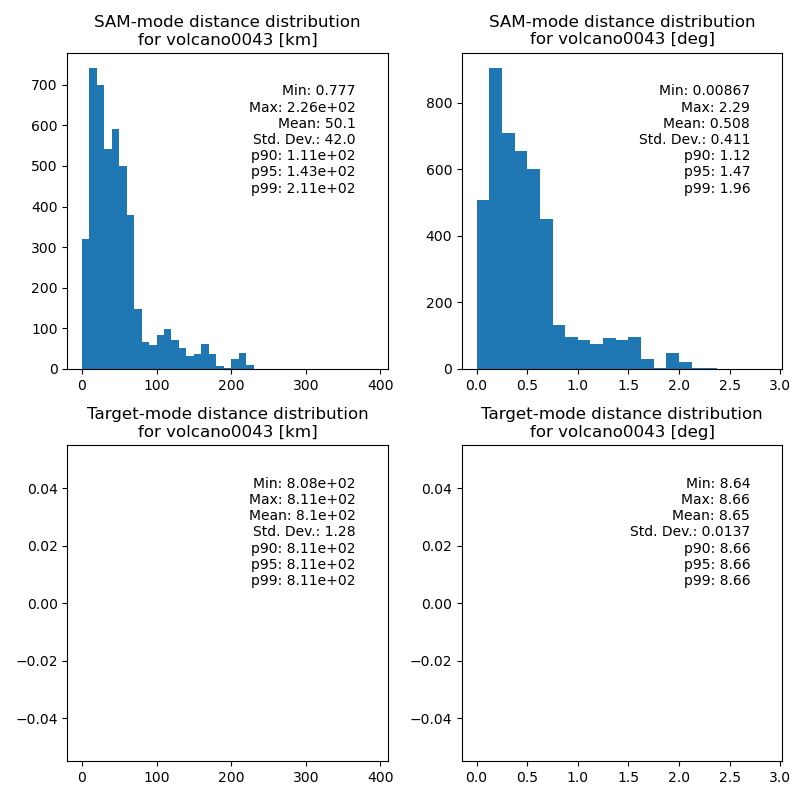 SAM-mode distance distribution
for volcano0043 [km]
Min: 0.777
Max: 2.26e+02
Mean: 50.1
Std. Dev.: 42.0
p90: 1.11e+02
p95: 1.43e+02
p99: 2.11e+02
700
600
500
400
300
200
100
0
0 100 200 300 400
SAM-mode distance distribution
for volcano0043 [deg]
Min: 0.00867
Max: 2.29
Mean: 0.508
Std. Dev.: 0.411
p90: 1.12
p95: 1.47
p99: 1.96
800
600
400
200
0
0.0 0.5 1.0 1.5 2.0 2.5 3.0
Target-mode distance distribution
for volcano0043 [km]
Min: 8.08e+02
Max: 8.11e+02
Mean: 8.1e+02
Std. Dev.: 1.28
p90: 8.11e+02
p95: 8.11e+02
p99: 8.11e+02
0.04
0.02
0.00
−0.02
−0.04
0 100 200 300 400
Target-mode distance distribution
for volcano0043 [deg]
Min: 8.64
Max: 8.66
Mean: 8.65
Std. Dev.: 0.0137
p90: 8.66
p95: 8.66
p99: 8.66
0.04
0.02
0.00
−0.02
−0.04
0.0 0.5 1.0 1.5 2.0 2.5 3.0